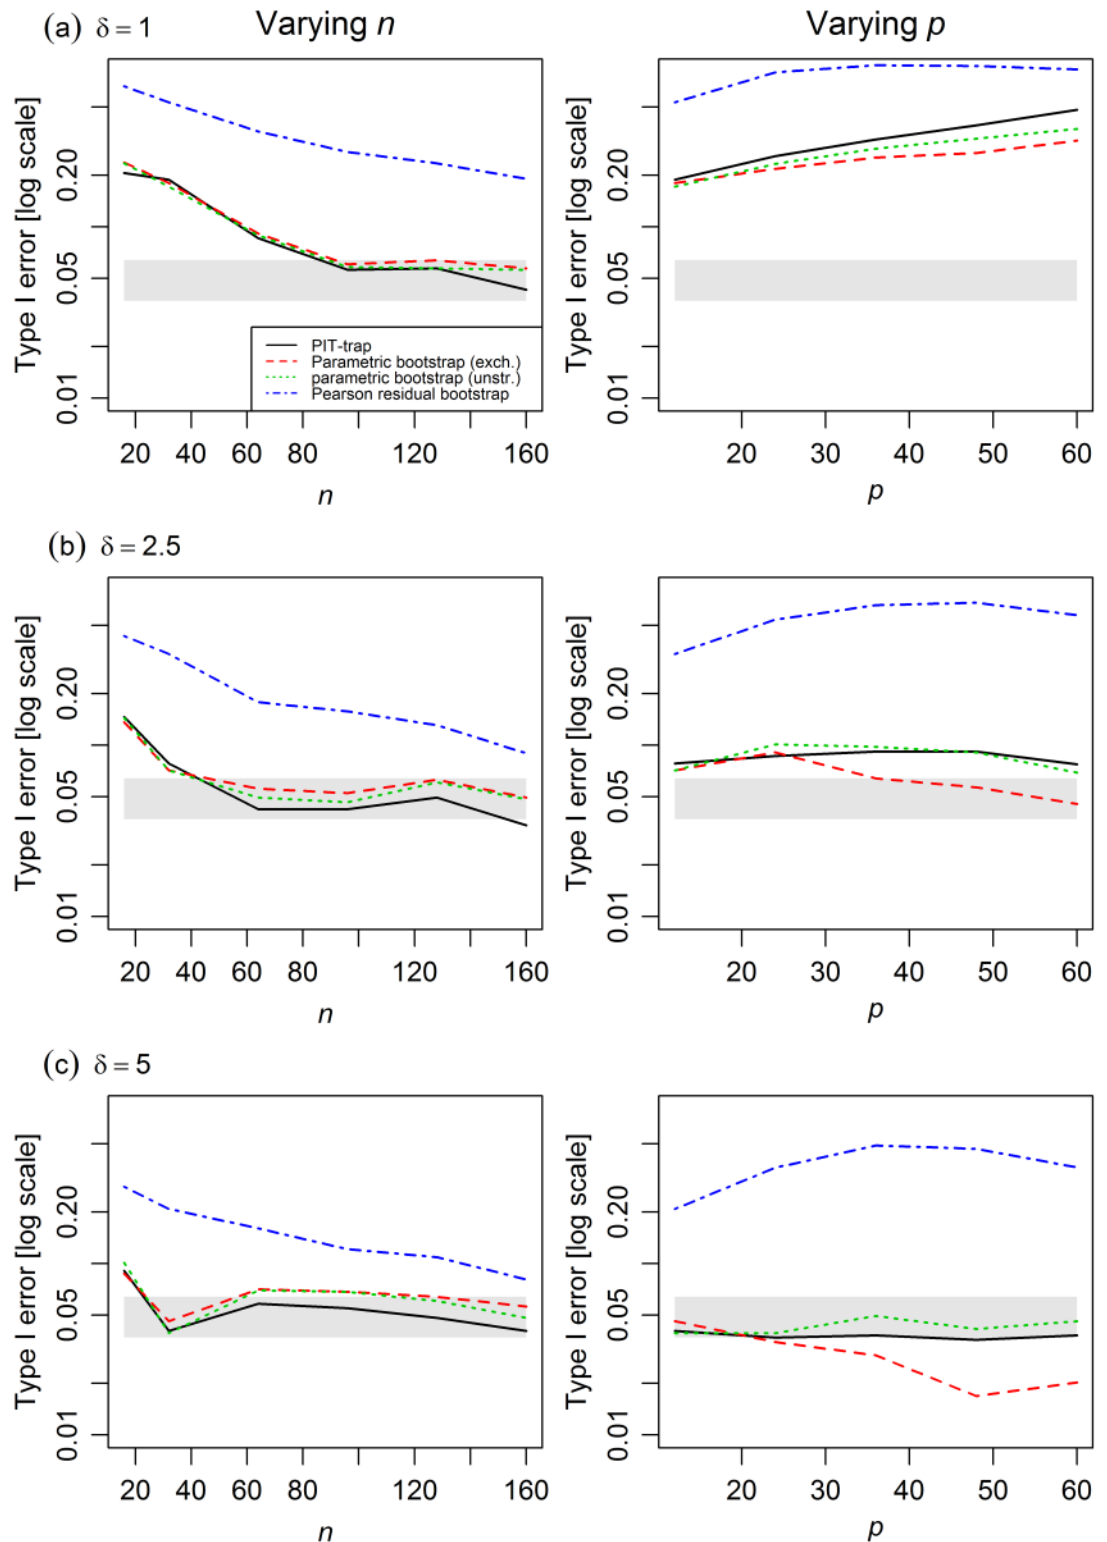 (a) δ = 1
Varying n
Varying p
Type I error [log scale]
0.20
0.05
0.01
PIT-trap
Parametric bootstrap (exch.)
parametric bootstrap (unstr.)
Pearson residual bootstrap
20 40 60 80 120 160
n
Type I error [log scale]
0.20
0.05
0.01
20 30 40 50 60
p
(b) δ = 2.5
Type I error [log scale]
0.20
0.05
0.01
20 40 60 80 120 160
n
Type I error [log scale]
0.20
0.05
0.01
20 30 40 50 60
p
(c) δ = 5
Type I error [log scale]
0.20
0.05
0.01
20 40 60 80 120 160
n
Type I error [log scale]
0.20
0.05
0.01
20 30 40 50 60
p